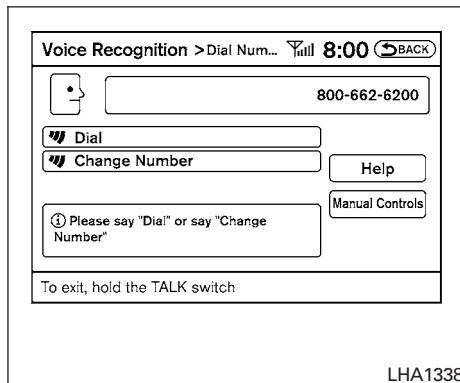 Voice Recognition > Dial Num... 8:00 BACK
800-662-6200
Dial
Change Number
Help
Manual Controls
Please say "Dial" or say "Change
Number"
To exit, hold the TALK switch
LHA1338